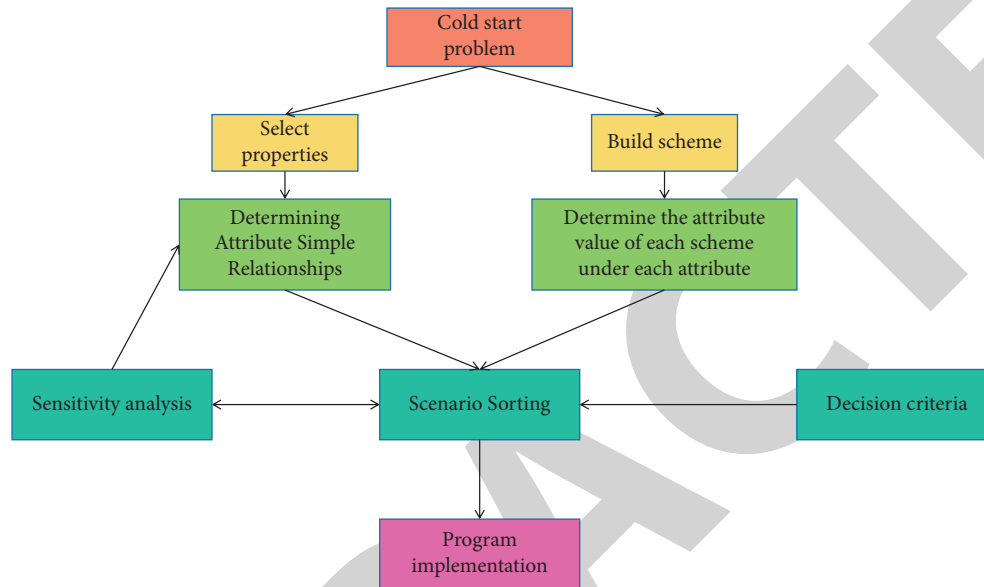 Cold start
problem
Select
properties
Build scheme
Determining
Attribute Simple
Relationships
Determine the attribute
value of each scheme
under each attribute
Sensitivity analysis
Scenario Sorting
Decision criteria
Program
implementation